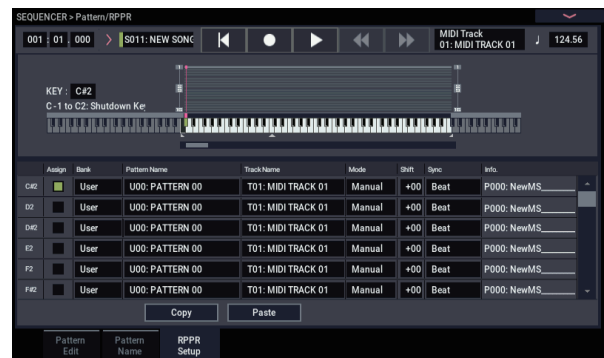 SEQUENCER > Pattern/RPPR
001 : 01 . 000 > S011: NEW SONG
MIDI Track
01: MIDI TRACK 01
♩ 124.56
KEY : C#2
C-1 to C2: Shutdown Key
Assign Bank Pattern Name Track Name Mode Shift Sync Info.
C#2 User U00: PATTERN 00 T01: MIDI TRACK 01 Manual +00 Beat P000: NewMS______
D2 User U00: PATTERN 00 T01: MIDI TRACK 01 Manual +00 Beat P000: NewMS______
D#2 User U00: PATTERN 00 T01: MIDI TRACK 01 Manual +00 Beat P000: NewMS______
E2 User U00: PATTERN 00 T01: MIDI TRACK 01 Manual +00 Beat P000: NewMS______
F2 User U00: PATTERN 00 T01: MIDI TRACK 01 Manual +00 Beat P000: NewMS______
F#2 User U00: PATTERN 00 T01: MIDI TRACK 01 Manual +00 Beat P000: NewMS______
Copy Paste
Pattern Edit
Pattern Name
RPPR Setup